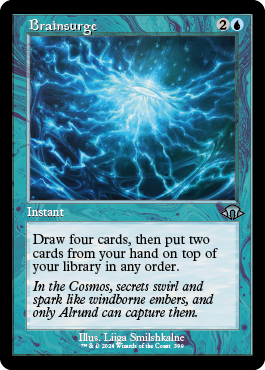 Brainsurge 2
Instant
Draw four cards, then put two
cards from your hand on top of
your library in any order.
In the Cosmos, secrets swirl and
spark like windborne embers, and
only Alrund can capture them.
Illus. Liiga Smilshkalne
™ & © 2024 Wizards of the Coast